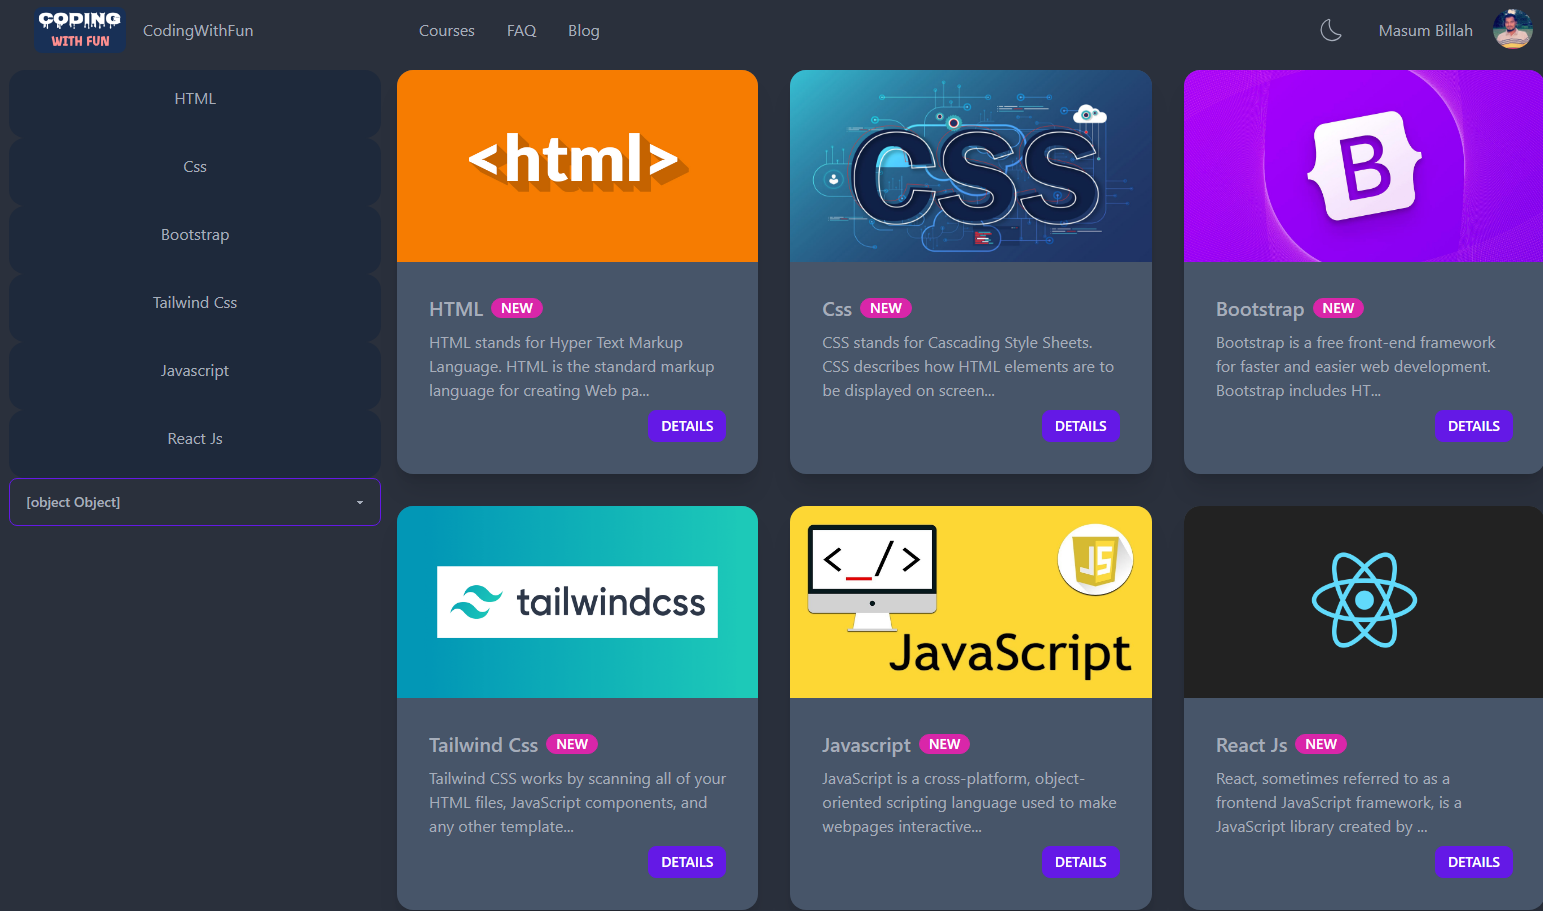 CODING
WITH FUN
CodingWithFun
Courses
FAQ
Blog
Masum Billah
HTML
Css
Bootstrap
Tailwind Css
Javascript
React Js
[object Object]
<html>
HTML NEW
HTML stands for Hyper Text Markup
Language. HTML is the standard markup
language for creating Web pa...
DETAILS
CSS
Css NEW
CSS stands for Cascading Style Sheets.
CSS describes how HTML elements are to
be displayed on screen...
DETAILS
B
Bootstrap NEW
Bootstrap is a free front-end framework
for faster and easier web development.
Bootstrap includes HT...
DETAILS
tailwindcss
Tailwind Css NEW
Tailwind CSS works by scanning all of your
HTML files, JavaScript components, and
any other template...
DETAILS
<_/>
JS
JavaScript
Javascript NEW
JavaScript is a cross-platform, object-
oriented scripting language used to make
webpages interactive...
DETAILS
React Js NEW
React, sometimes referred to as a
frontend JavaScript framework, is a
JavaScript library created by ...
DETAILS